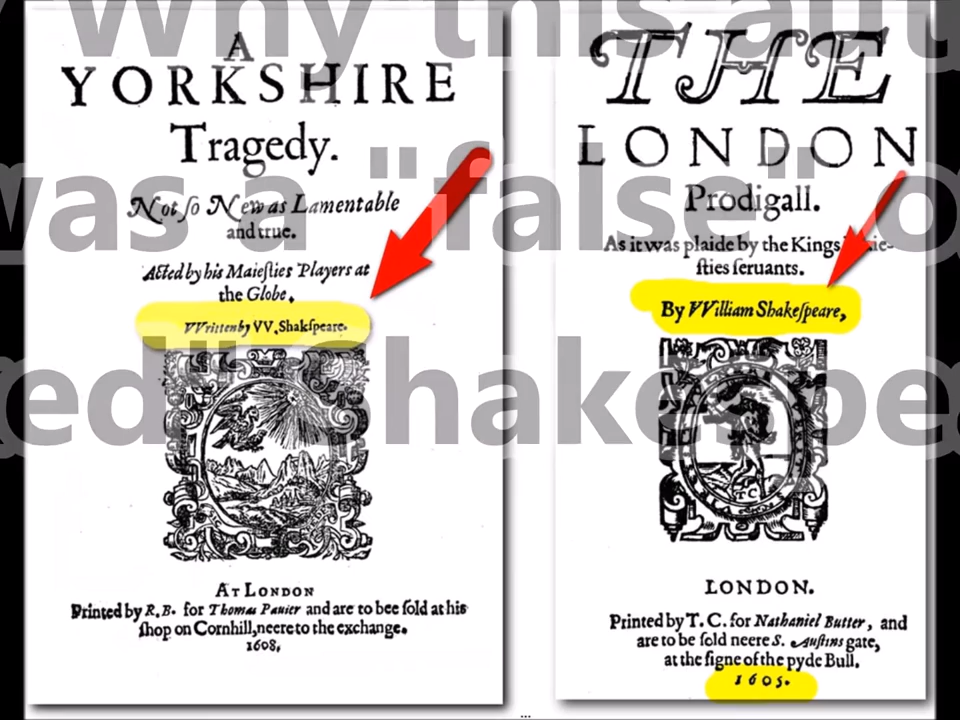 why this aut
was a "false" o
ked" Shakespea
A
YORKSHIRE
Tragedy.
Not ſo New as Lamentable
and true.
Acted by his Maieſties Players at
the Globe.
VVritten by VV. Shakſpeare.
AT LONDON
Printed by R.B. for Thomas Pauier and are to bee ſold at his
ſhop on Cornhill, neere to the exchange.
1608.
THE
LONDON
Prodigall.
As it was plaide by the Kings Maie-
ſties ſeruants.
By VVilliam Shakeſpeare,
TC
LONDON.
Printed by T.C. for Nathaniel Butter, and
are to be ſold neere S. Auſtins gate,
at the ſigne of the pyde Bull.
1605.
...